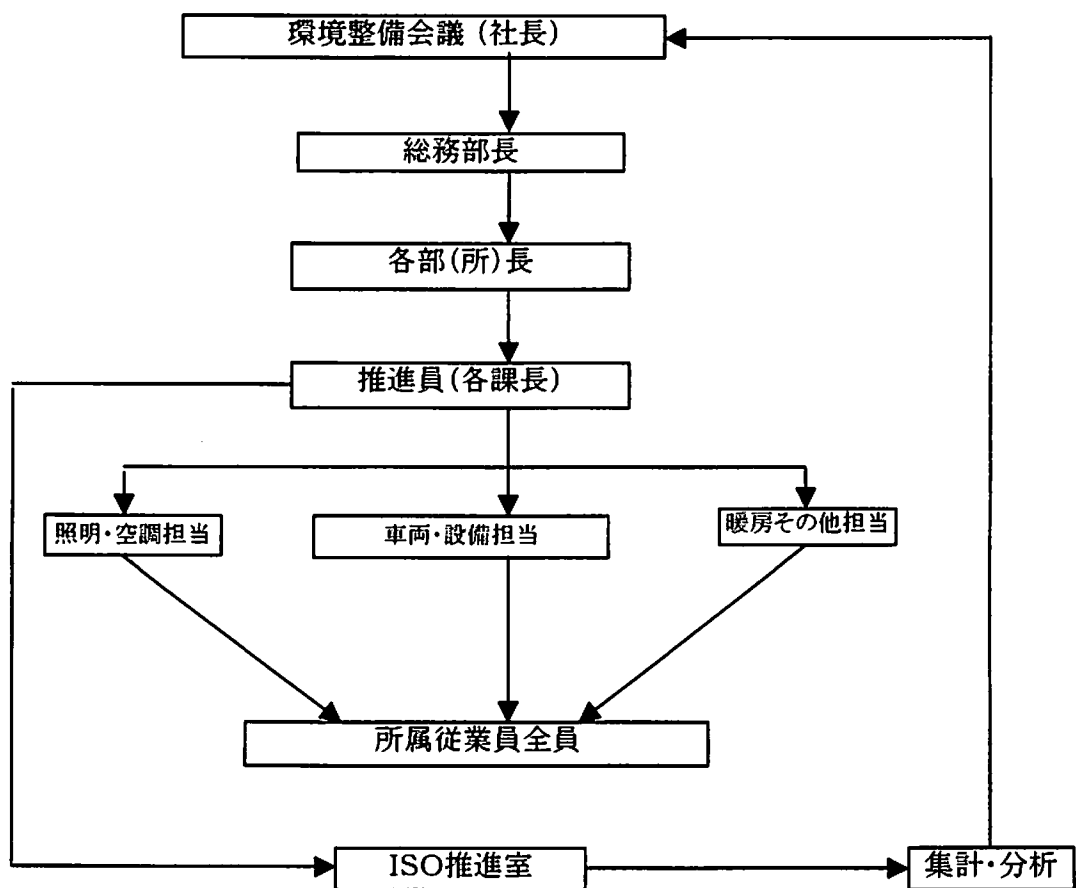 環境整備会議（社長）
総務部長
各部（所）長
推進員（各課長）
照明・空調担当
車両・設備担当
暖房その他担当
所属従業員全員
ISO推進室
集計・分析